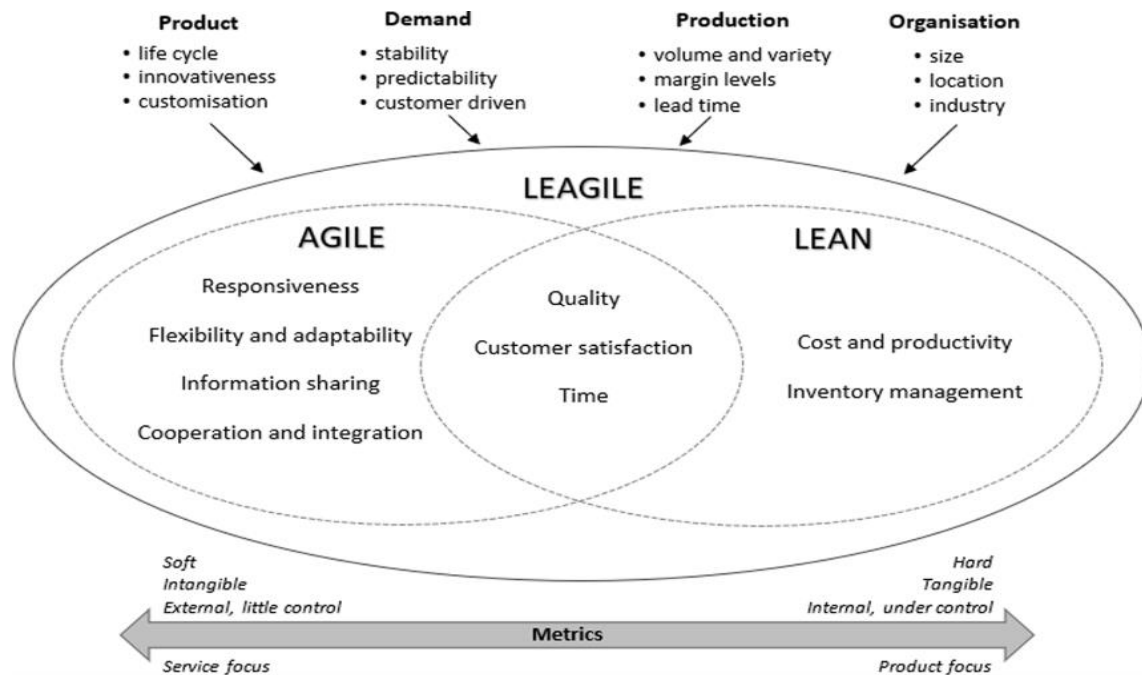 Product
• life cycle
• innovativeness
• customisation
Demand
• stability
• predictability
• customer driven
Production
• volume and variety
• margin levels
• lead time
Organisation
• size
• location
• industry
LEAGILE
AGILE
Responsiveness
Flexibility and adaptability
Information sharing
Cooperation and integration
Quality
Customer satisfaction
Time
LEAN
Cost and productivity
Inventory management
Soft
Intangible
External, little control
Hard
Tangible
Internal, under control
Metrics
Service focus
Product focus